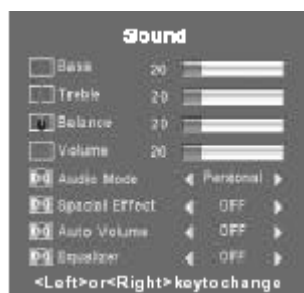 Sound
Bass 20
Treble 20
Balance 20
Volume 20
Audio Mode Personal
Special Effect OFF
Auto Volume OFF
Equalizer OFF
<Left>or<Right>keytochange